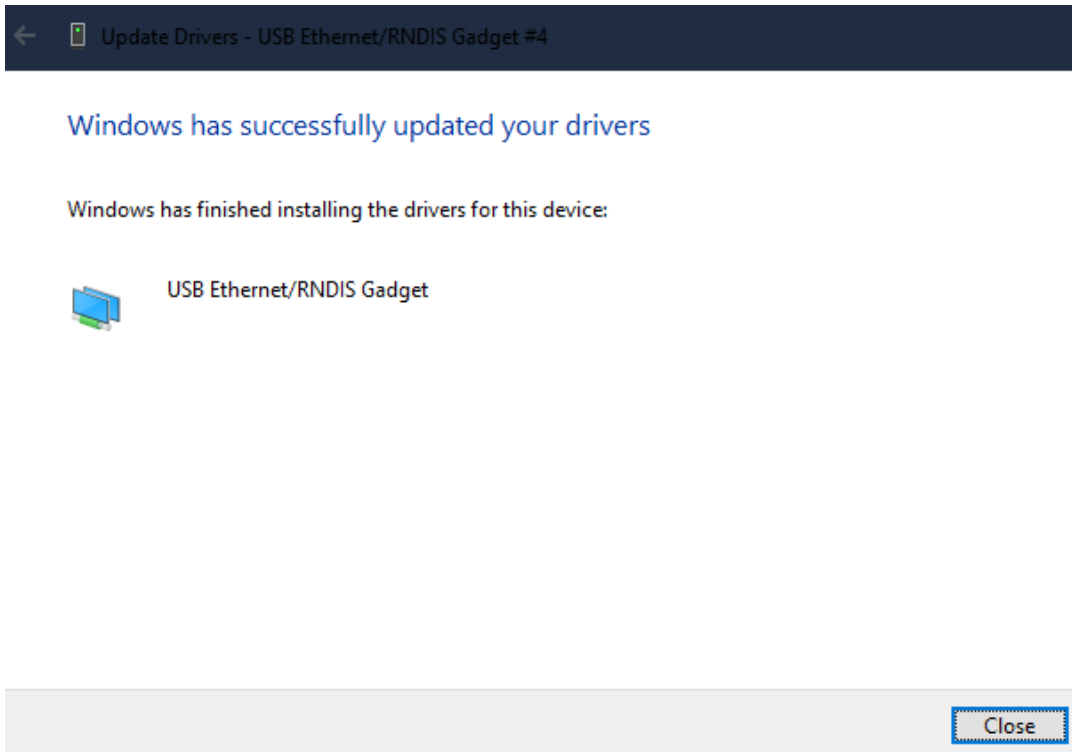 Update Drivers - USB Ethernet/RNDIS Gadget #4
Windows has successfully updated your drivers
Windows has finished installing the drivers for this device:
USB Ethernet/RNDIS Gadget
Close